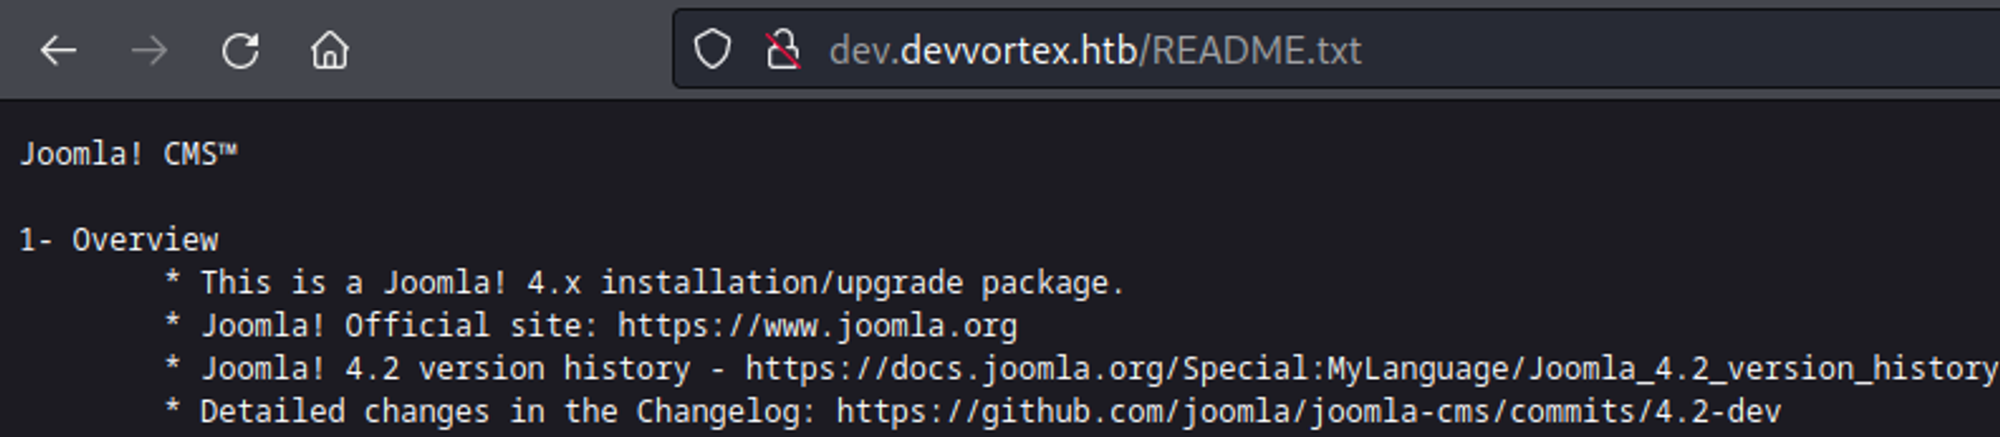 dev.devvortex.htb/README.txt
Joomla! CMS™
1- Overview
* This is a Joomla! 4.x installation/upgrade package.
* Joomla! Official site: https://www.joomla.org
* Joomla! 4.2 version history - https://docs.joomla.org/Special:MyLanguage/Joomla_4.2_version_history
* Detailed changes in the Changelog: https://github.com/joomla/joomla-cms/commits/4.2-dev